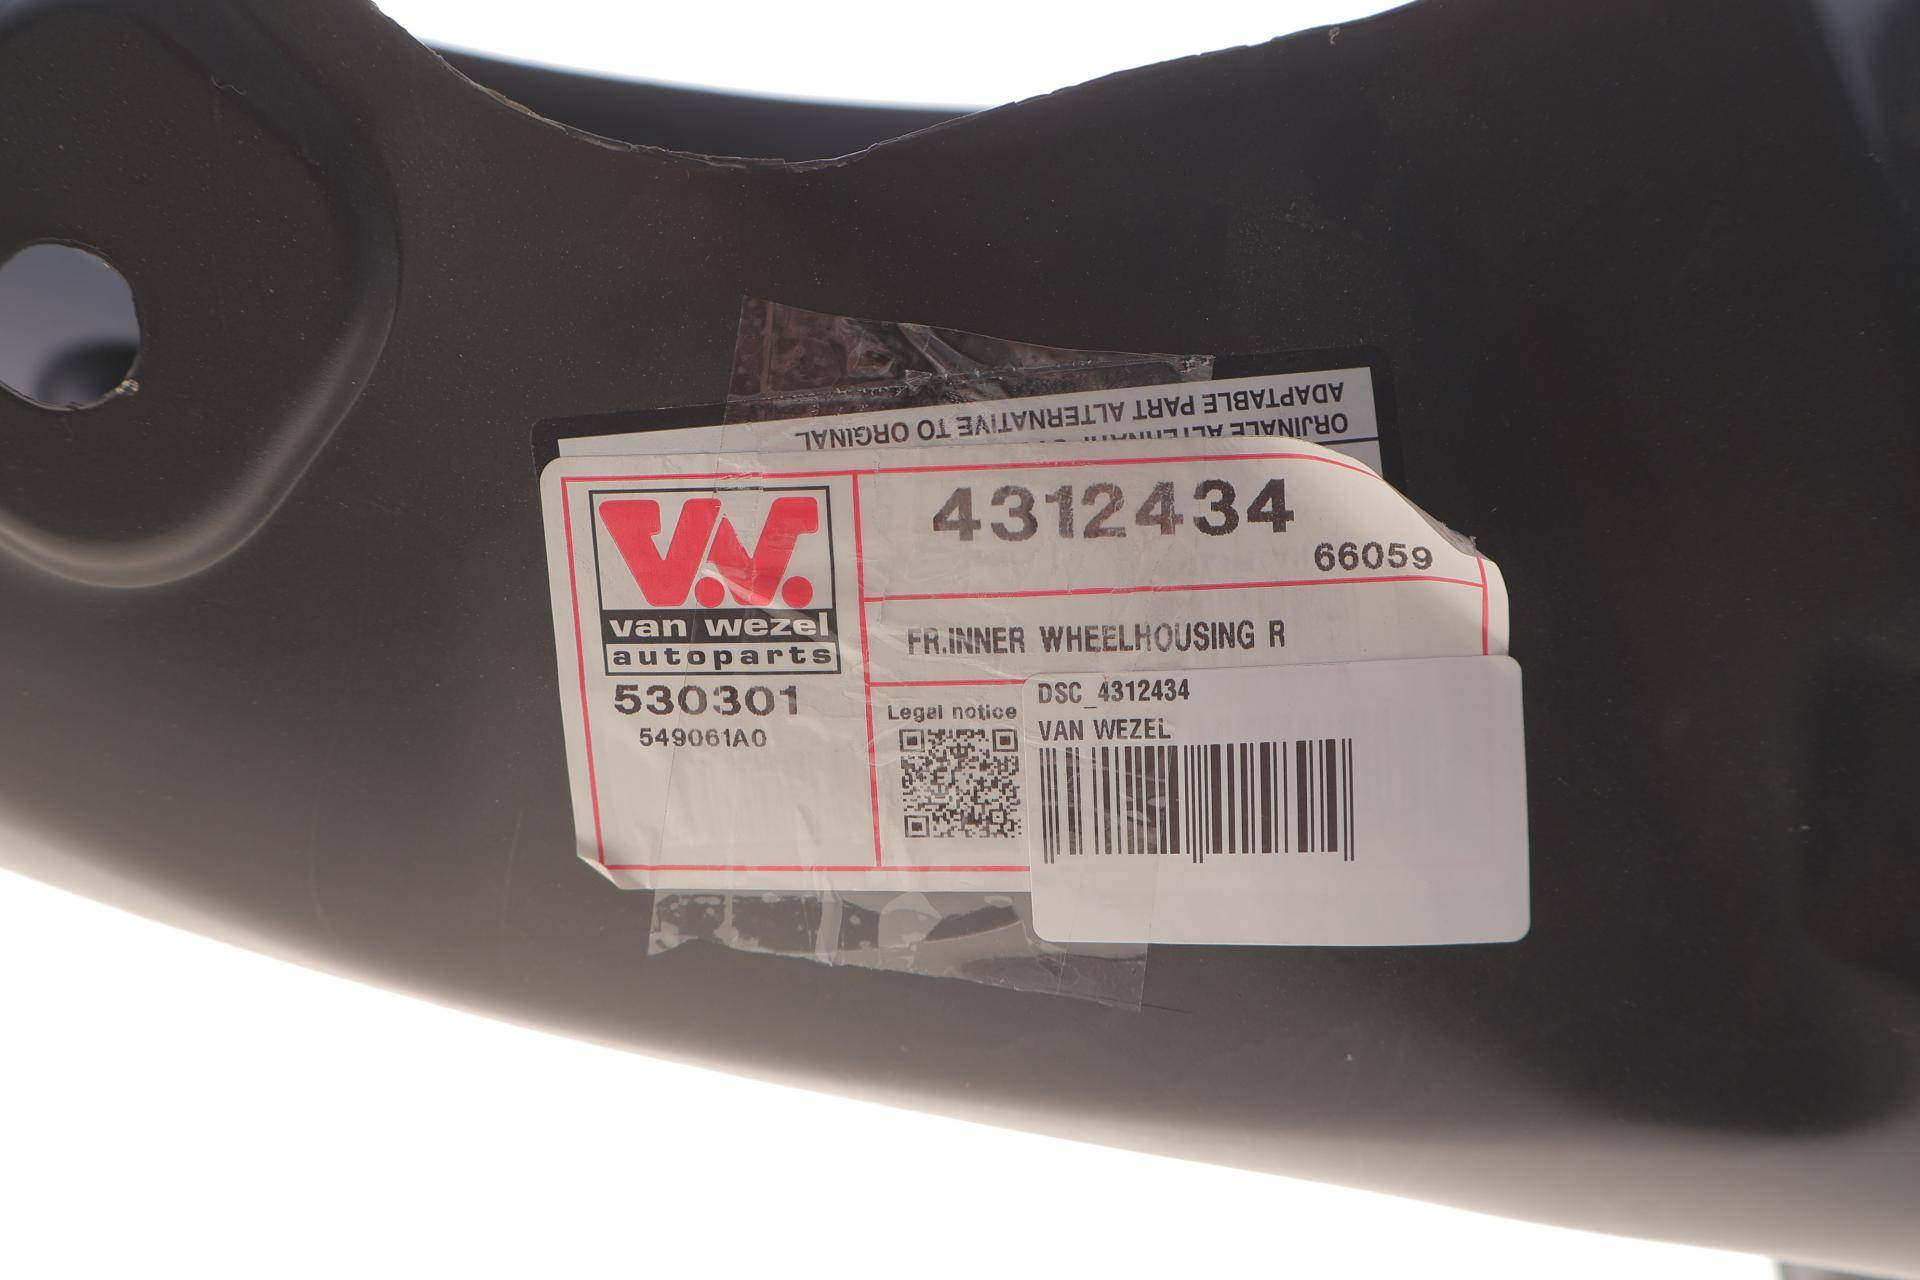 ADAPTABLE PART ALTERNATIVE TO ORGINAL
ORJINALE ALTERNATIF
4312434
66059
V.W.
van wezel
autoparts
530301
549061A0
FR.INNER WHEELHOUSING R
Legal notice
DSC_4312434
VAN WEZEL